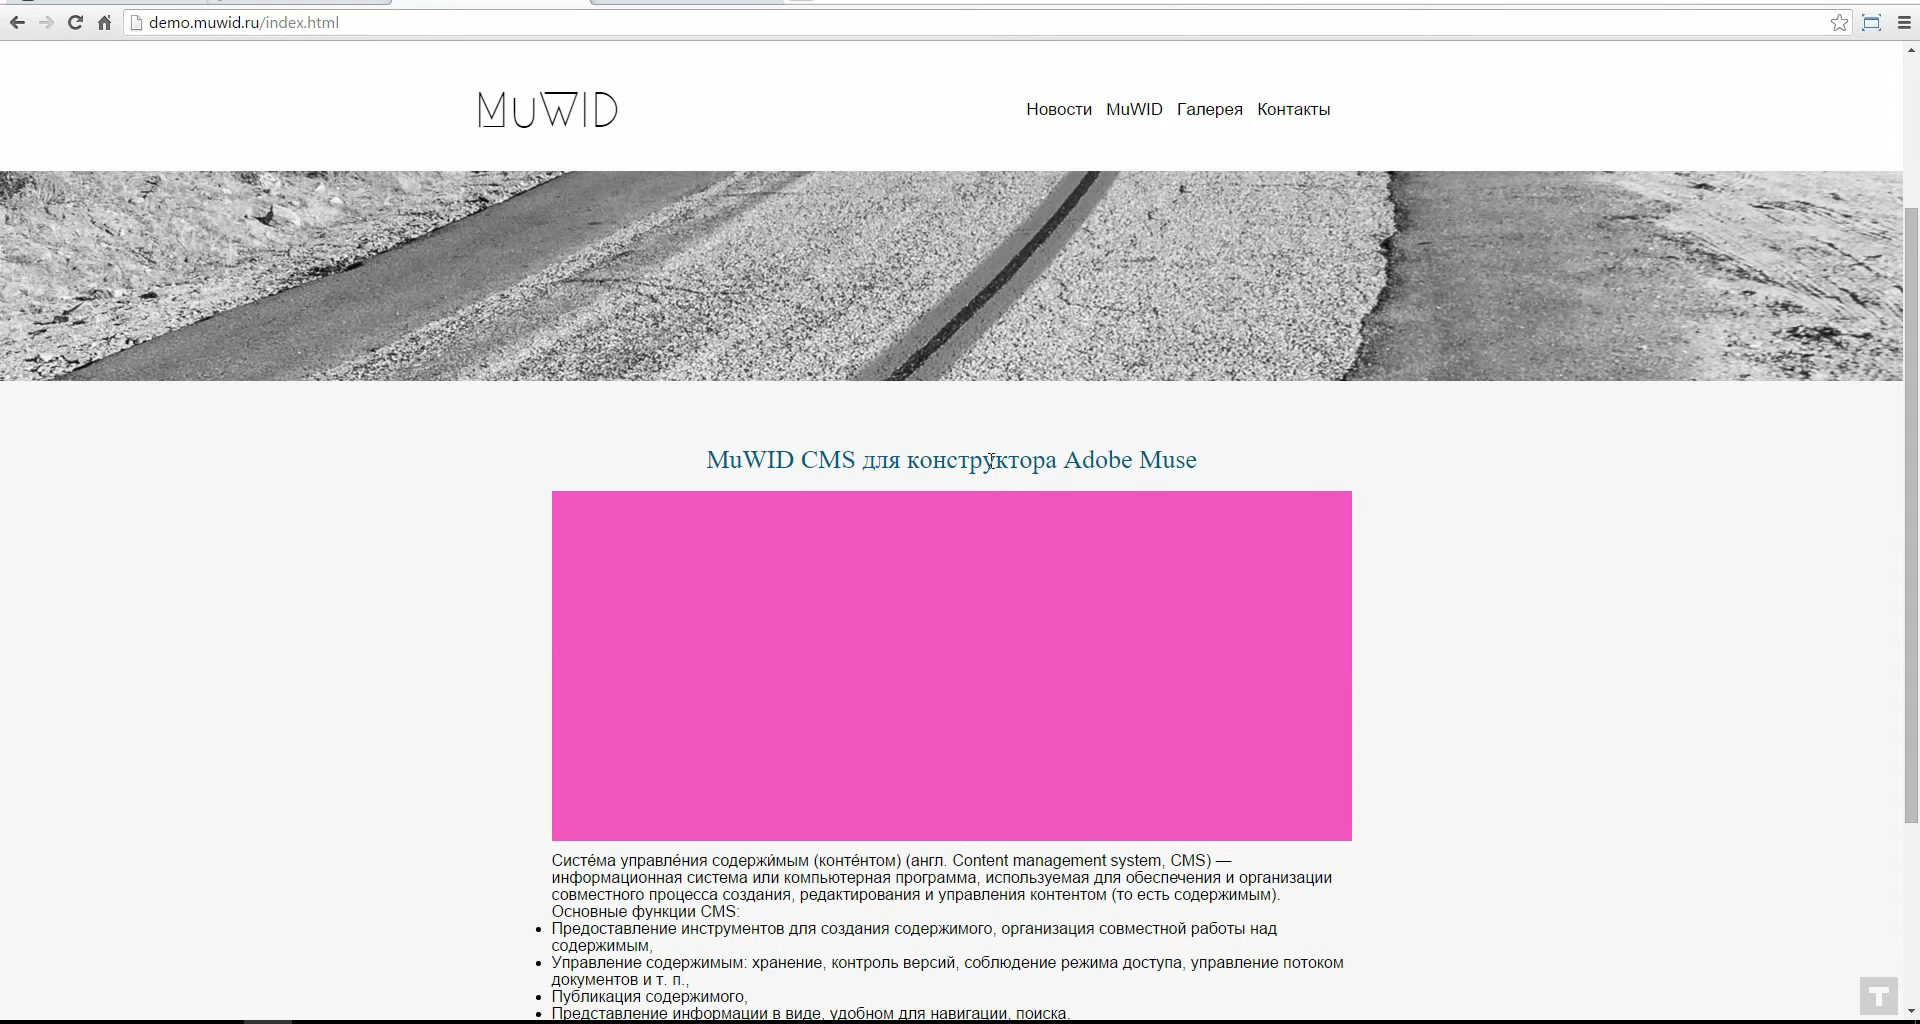 demo.muwid.ru/index.html
MuWID
Новости MuWID Галерея Контакты
MuWID CMS для конструктора Adobe Muse
Систе́ма управле́ния содержи́мым (конте́нтом) (англ. Content management system, CMS) —
информационная система или компьютерная программа, используемая для обеспечения и организации
совместного процесса создания, редактирования и управления контентом (то есть содержимым).
Основные функции CMS:
• Предоставление инструментов для создания содержимого, организация совместной работы над
содержимым,
• Управление содержимым: хранение, контроль версий, соблюдение режима доступа, управление потоком
документов и т. п.,
• Публикация содержимого,
• Представление информации в виде, удобном для навигации, поиска.
T